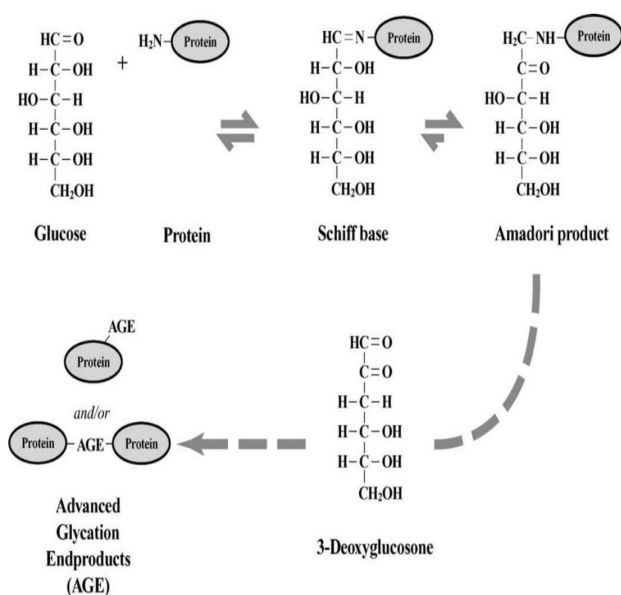 HC=O
H-C-OH
HO-C-H
H-C-OH
H-C-OH
CH₂OH
Glucose
+
H₂N-Protein
Protein
HC=N-Protein
H-C-OH
HO-C-H
H-C-OH
H-C-OH
CH₂OH
Schiff base
H₂C-NH-Protein
C=O
HO-C-H
H-C-OH
H-C-OH
CH₂OH
Amadori product
AGE
Protein
and/or
Protein-AGE-Protein
Advanced
Glycation
Endproducts
(AGE)
HC=O
C=O
H-C-H
H-C-OH
H-C-OH
CH₂OH
3-Deoxyglucosone